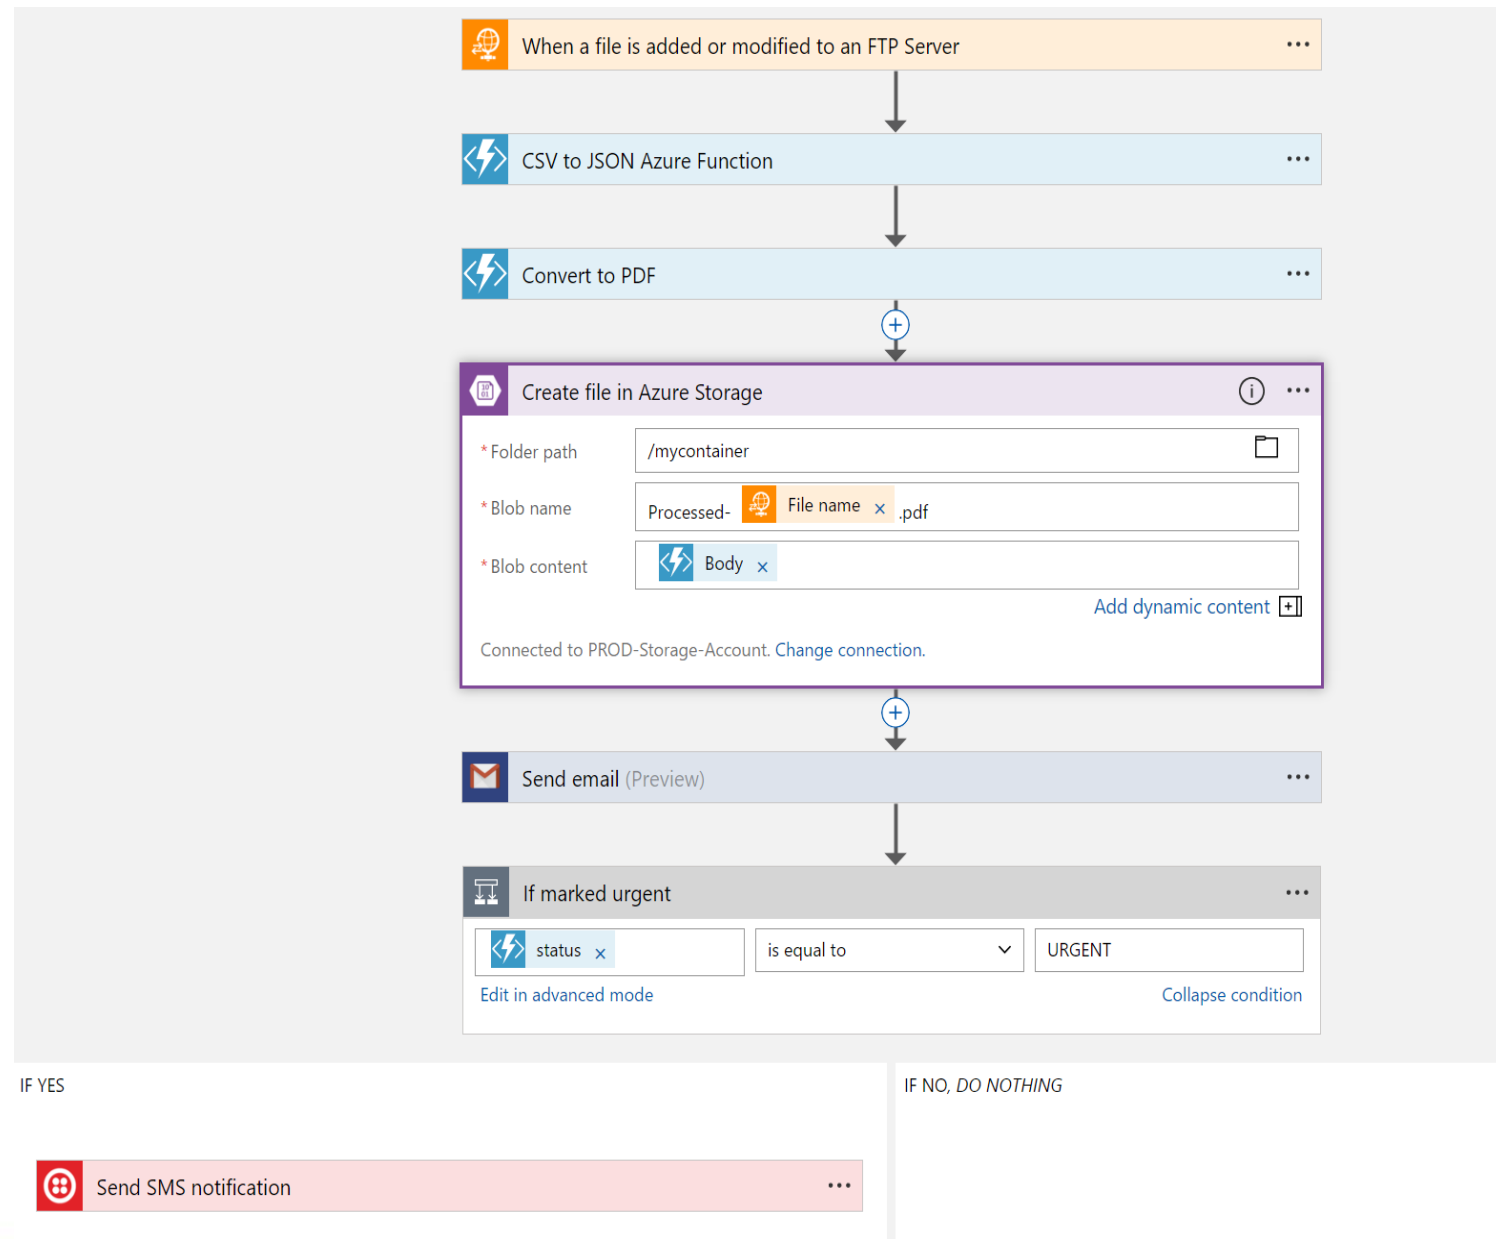 When a file is added or modified to an FTP Server
CSV to JSON Azure Function
Convert to PDF
Create file in Azure Storage
* Folder path /mycontainer
* Blob name Processed- File name × .pdf
* Blob content Body ×
Add dynamic content
Connected to PROD-Storage-Account. Change connection.
Send email (Preview)
If marked urgent
status × is equal to URGENT
Edit in advanced mode Collapse condition
IF YES
IF NO, DO NOTHING
Send SMS notification